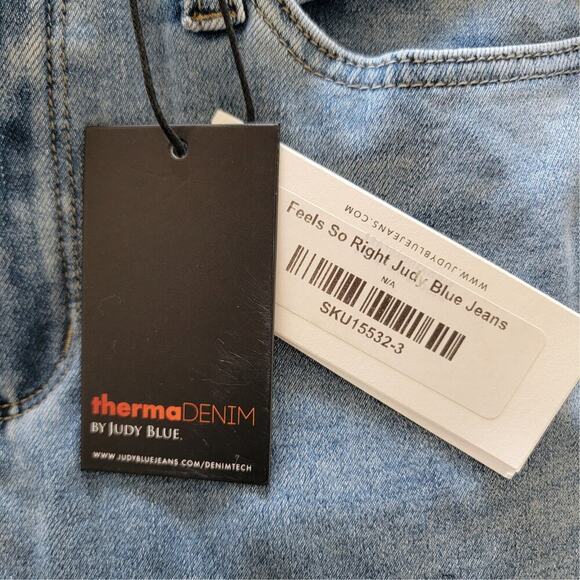 thermaDENIM
BY JUDY BLUE.
WWW.JUDYBLUEJEANS.COM/DENIMTECH
WWW.JUDYBLUEJEANS.COM
Feels So Right Judy Blue Jeans
N/A
SKU15532-3